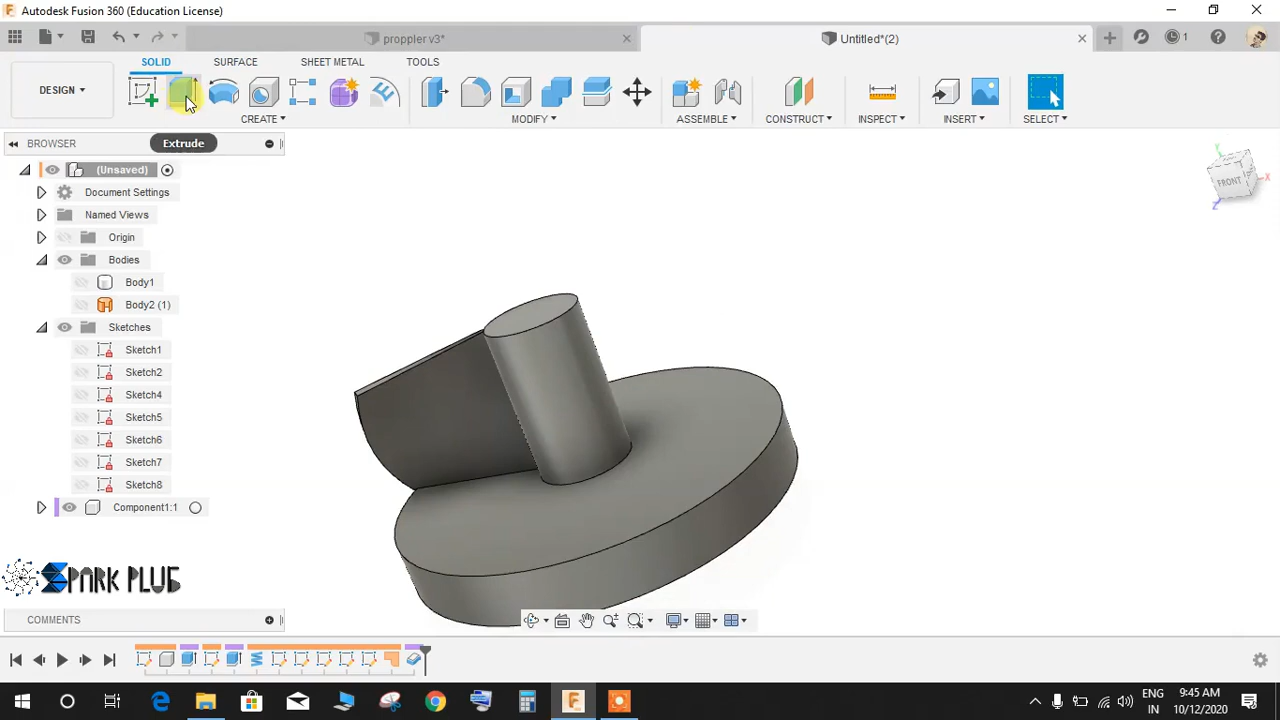 Autodesk Fusion 360 (Education License)
proppler v3*
Untitled*(2)
1
DESIGN
SOLID
SURFACE
SHEET METAL
TOOLS
CREATE
MODIFY
ASSEMBLE
CONSTRUCT
INSPECT
INSERT
SELECT
BROWSER
Extrude
(Unsaved)
Document Settings
Named Views
Origin
Bodies
Body1
Body2 (1)
Sketches
Sketch1
Sketch2
Sketch4
Sketch5
Sketch6
Sketch7
Sketch8
Component1:1
FRONT
X
Y
Z
SPARK PLUG
COMMENTS
ENG
IN
9:45 AM
10/12/2020